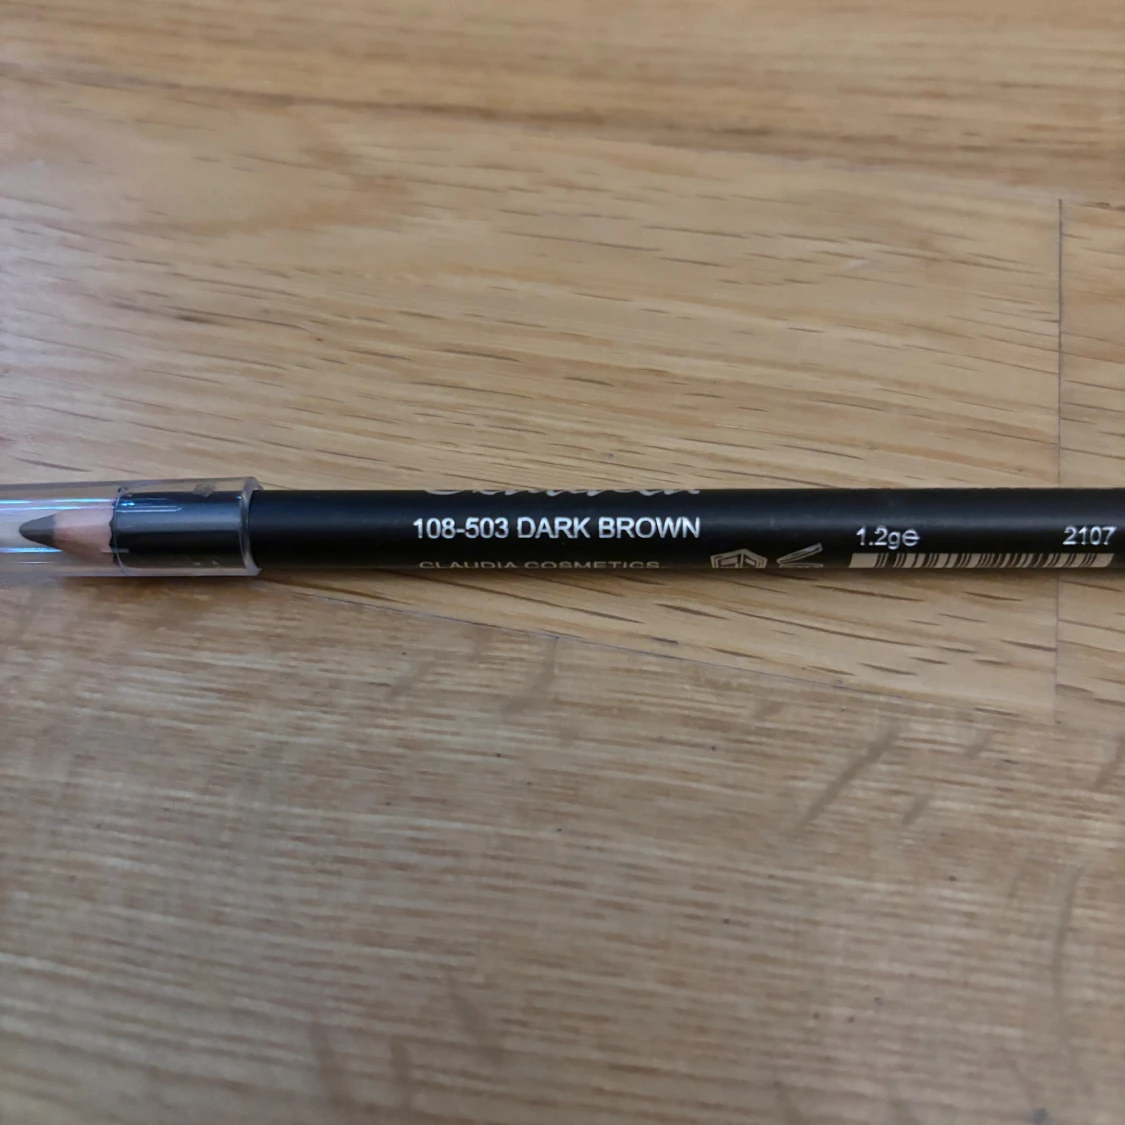 108-503 DARK BROWN
CLAUDIA COSMETICS.
1.2g℮
2107